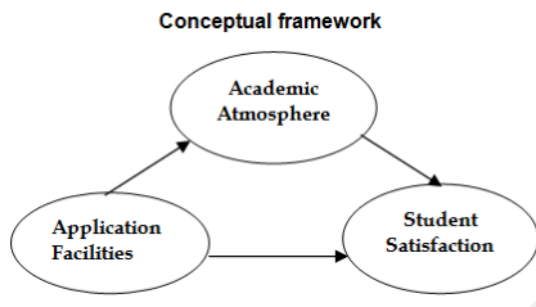 Conceptual framework
Academic
Atmosphere
Application
Facilities
Student
Satisfaction